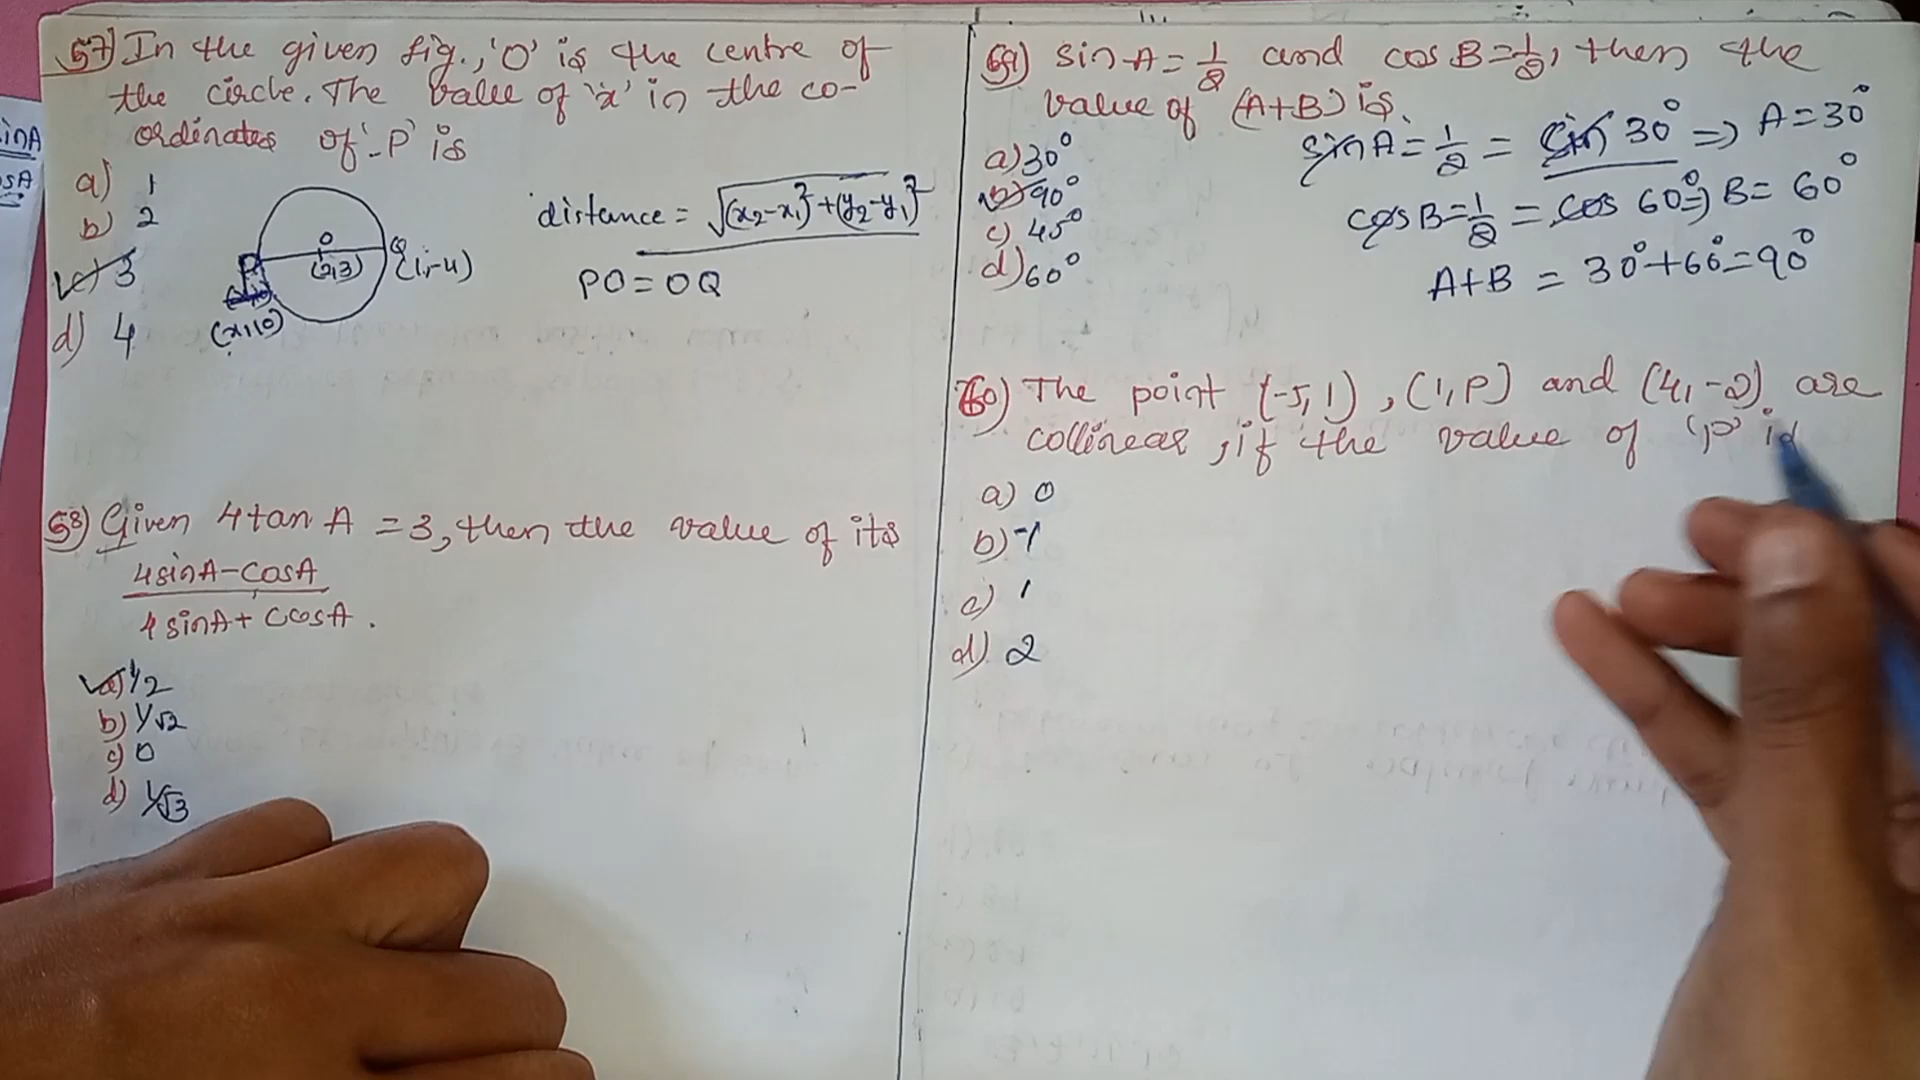 inA
sA
57) In the given fig., 'O' is the centre of
the circle. The value of 'x' in the co-
ordinates of 'P' is
a) 1
b) 2
c) 3
d) 4
P
O
(2,3)
Q
(1,-4)
(x,10)
distance = √(x₂-x₁)²+(y₂-y₁)²
PO = OQ
58) Given 4tan A = 3, then the value of its
4sinA-cosA
4sinA+ccosA.
a) 1/2
b) 1/√2
c) 0
d) 1/√3
59) sin A = 1/2 and cos B = 1/2, then the
value of (A+B) is.
a) 30°
b) 90°
c) 45°
d) 60°
sin A = 1/2 = sin 30° => A = 30°
cos B = 1/2 = cos 60° => B = 60°
A+B = 30°+60°=90°
60) The point (-5,1), (1,P) and (4,-2) are
collinear, if the value of 'P' is
a) 0
b) -1
c) 1
d) 2